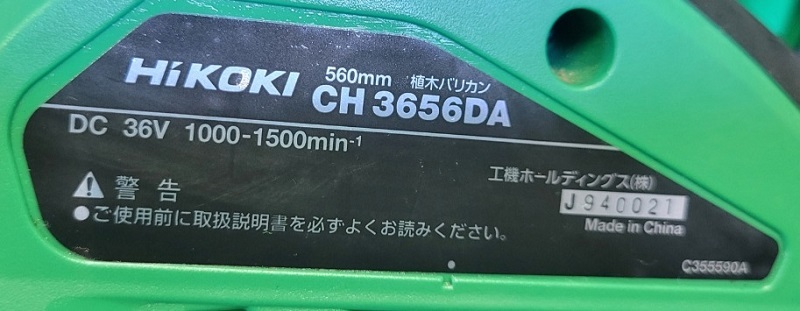 HiKOKI 560mm 植木バリカン
CH 3656DA
DC 36V 1000-1500min-1
⚠ 警告
●ご使用前に取扱説明書を必ずよくお読みください。
工機ホールディングス(株)
J940021
Made in China
C355590A